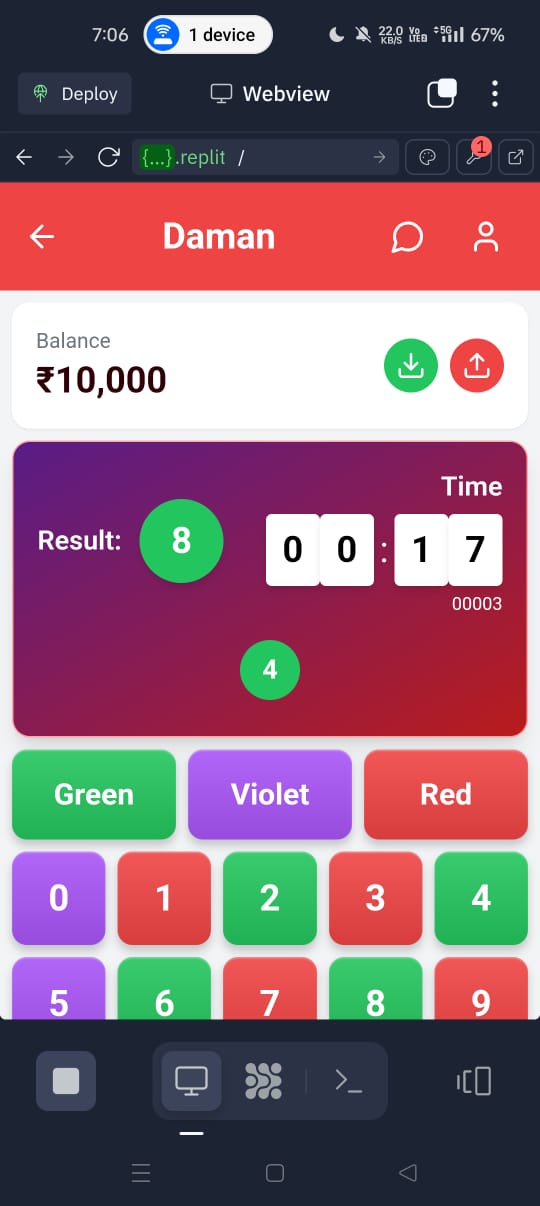 7:06 1 device 22.0 KB/S Yo LTEB 5G 67%
Deploy Webview
{...}.replit / 1
Daman
Balance
₹10,000
Time
Result: 8 0 0 : 1 7
00003
4
Green Violet Red
0 1 2 3 4
5 6 7 8 9